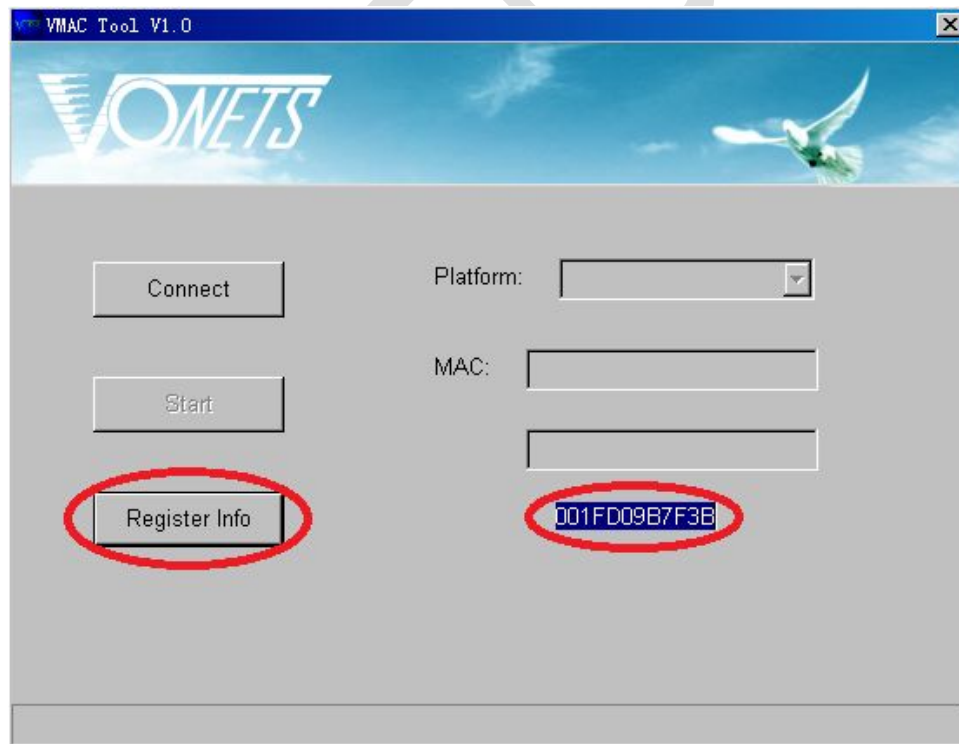 VMAC Tool V1.0
VONETS
Connect
Platform:
MAC:
Start
Register Info
001FD09B7F3B